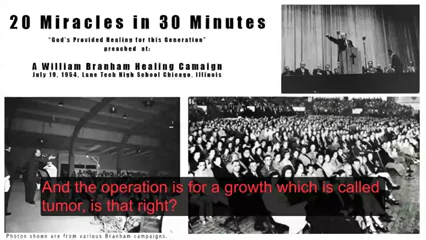 20 Miracles in 30 Minutes
"God's Provided Healing for this Generation"
preached at:
A William Branham Healing Camaign
July 19, 1954, Lane Tech High School Chicago, Illinois
And the operation is for a growth which is called
tumor, is that right?
Photos shown are from various Branham campaigns.